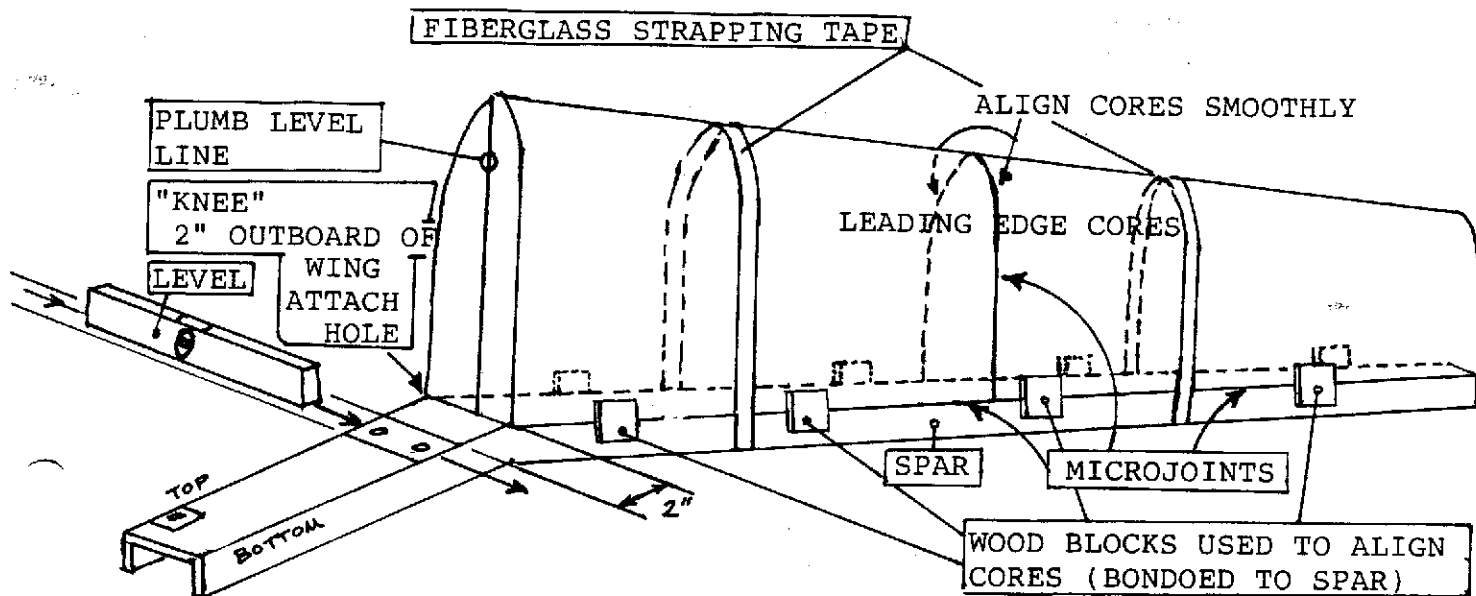 FIBERGLASS STRAPPING TAPE
PLUMB LEVEL
LINE
ALIGN CORES SMOOTHLY
"KNEE"
2" OUTBOARD OF
WING
ATTACH
HOLE
LEADING EDGE CORES
LEVEL
SPAR
MICROJOINTS
TOP
BOTTOM
2"
WOOD BLOCKS USED TO ALIGN
CORES (BONDOED TO SPAR)